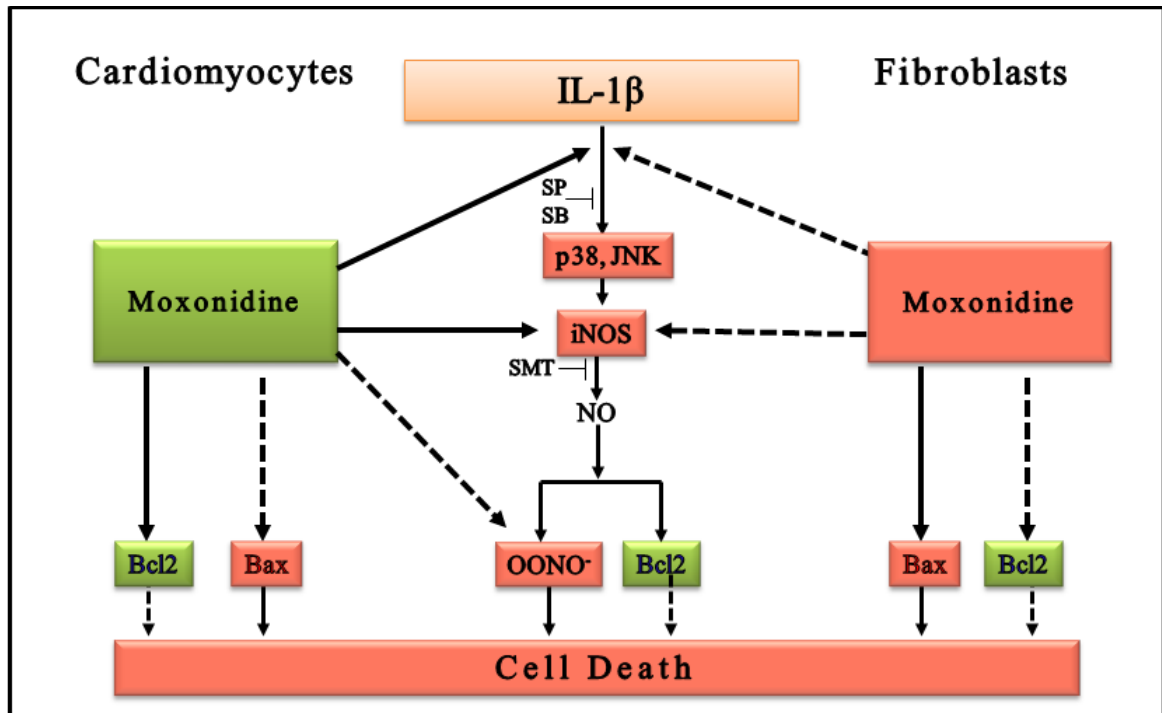 Cardiomyocytes
IL-1β
Fibroblasts
SP
SB
p38, JNK
Moxonidine
iNOS
Moxonidine
SMT
NO
Bcl2
Bax
OONO⁻
Bcl2
Bax
Bcl2
Cell Death